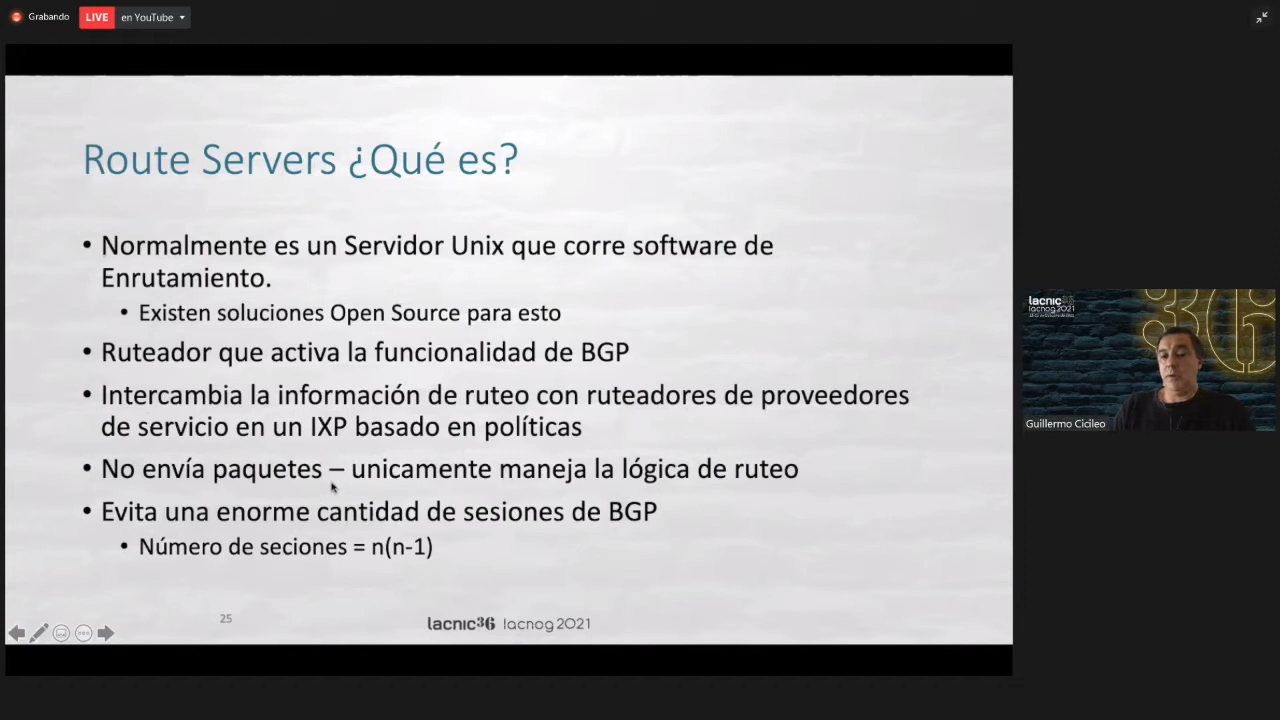 Grabando
LIVE en YouTube
Route Servers ¿Qué es?
• Normalmente es un Servidor Unix que corre software de
Enrutamiento.
• Existen soluciones Open Source para esto
• Ruteador que activa la funcionalidad de BGP
• Intercambia la información de ruteo con ruteadores de proveedores
de servicio en un IXP basado en políticas
• No envía paquetes – unicamente maneja la lógica de ruteo
• Evita una enorme cantidad de sesiones de BGP
• Número de seciones = n(n-1)
25
lacnic36 lacnog 2021
lacnic36
lacnog2021
3G
Guillermo Cicileo